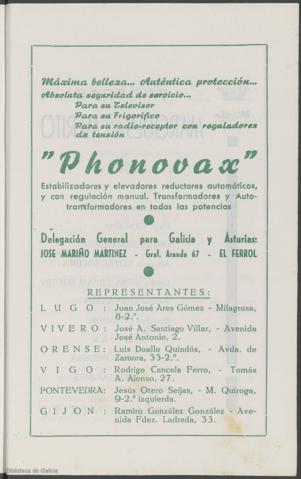 Máxima belleza... Auténtica protección...
Absoluta seguridad de servicio...
Para su Televisor
Para su Frigorífico
Para su radio-receptor con reguladores
de tensión
"Phonovax"
Estabilizadores y elevadores reductores automáticos,
y con regulación manual. Transformadores y Auto-
transformadores en todas las potencias
Delegación General para Galicia y Asturias:
JOSE MARIÑO MARTINEZ - Gral. Aranda 67 - EL FERROL
REPRESENTANTES:
LUGO: Juan José Ares Gómez - Milagrosa,
8-2.º.
VIVERO: José A. Santiago Villar, - Avenida
José Antonio, 2.
ORENSE: Luis Doallo Quindós, - Avda. de
Zamora, 33-2.º.
VIGO: Rodrigo Cancela Ferro, - Tomás
A. Alonso, 27.
PONTEVEDRA: Jesús Otero Seijas, - M. Quiroga,
9-2.º izquierda.
GIJON: Ramiro González González - Ave-
nida Fdez. Ladreda, 33.
Biblioteca de Galicia